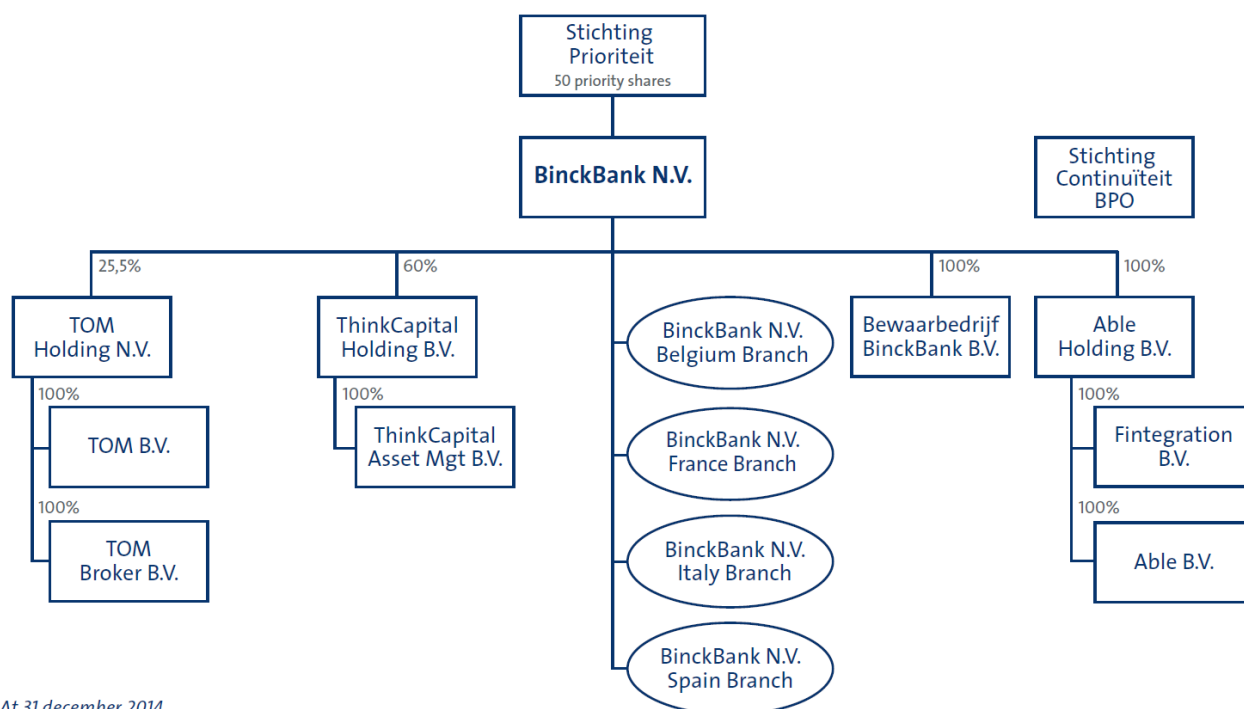 Stichting
Prioriteit
50 priority shares
BinckBank N.V.
Stichting
Continuïteit
BPO
25,5%
60%
100%
100%
TOM
Holding N.V.
ThinkCapital
Holding B.V.
BinckBank N.V.
Belgium Branch
Bewaarbedrijf
BinckBank B.V.
Able
Holding B.V.
100%
100%
100%
TOM B.V.
ThinkCapital
Asset Mgt B.V.
BinckBank N.V.
France Branch
Fintegration
B.V.
100%
100%
TOM
Broker B.V.
BinckBank N.V.
Italy Branch
Able B.V.
BinckBank N.V.
Spain Branch
At 31 december 2014